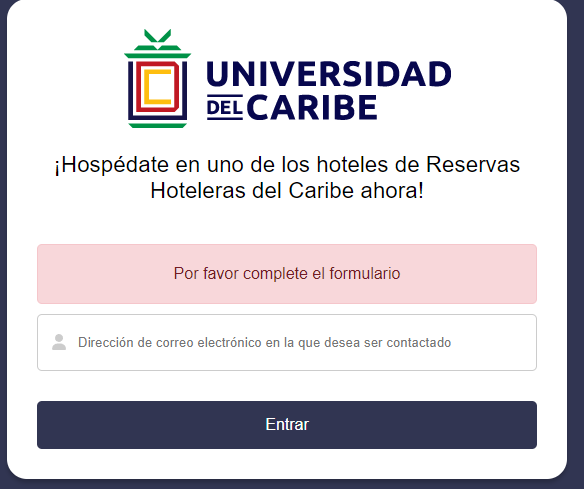 UNIVERSIDAD
DEL CARIBE
¡Hospédate en uno de los hoteles de Reservas
Hoteleras del Caribe ahora!
Por favor complete el formulario
Dirección de correo electrónico en la que desea ser contactado
Entrar